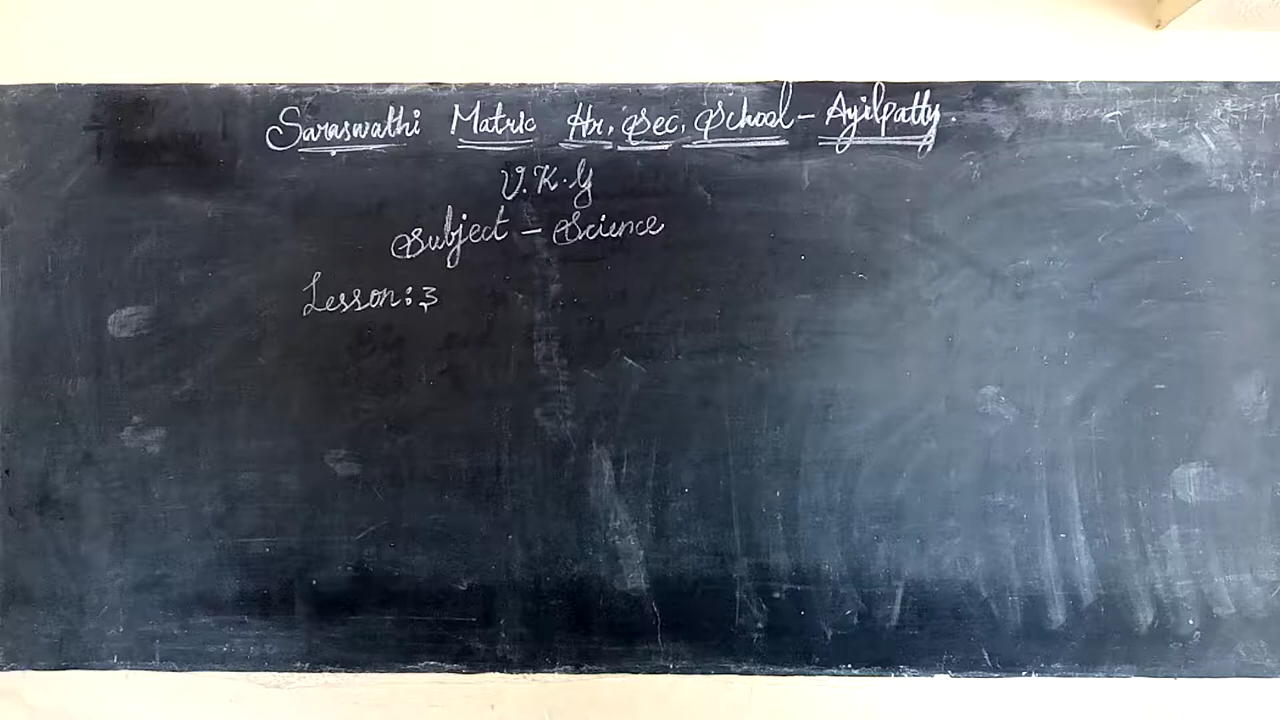 Saraswathi Matric Hr. Sec. School - Ayilpatty.
U.K.G
Subject - Science
Lesson: 3